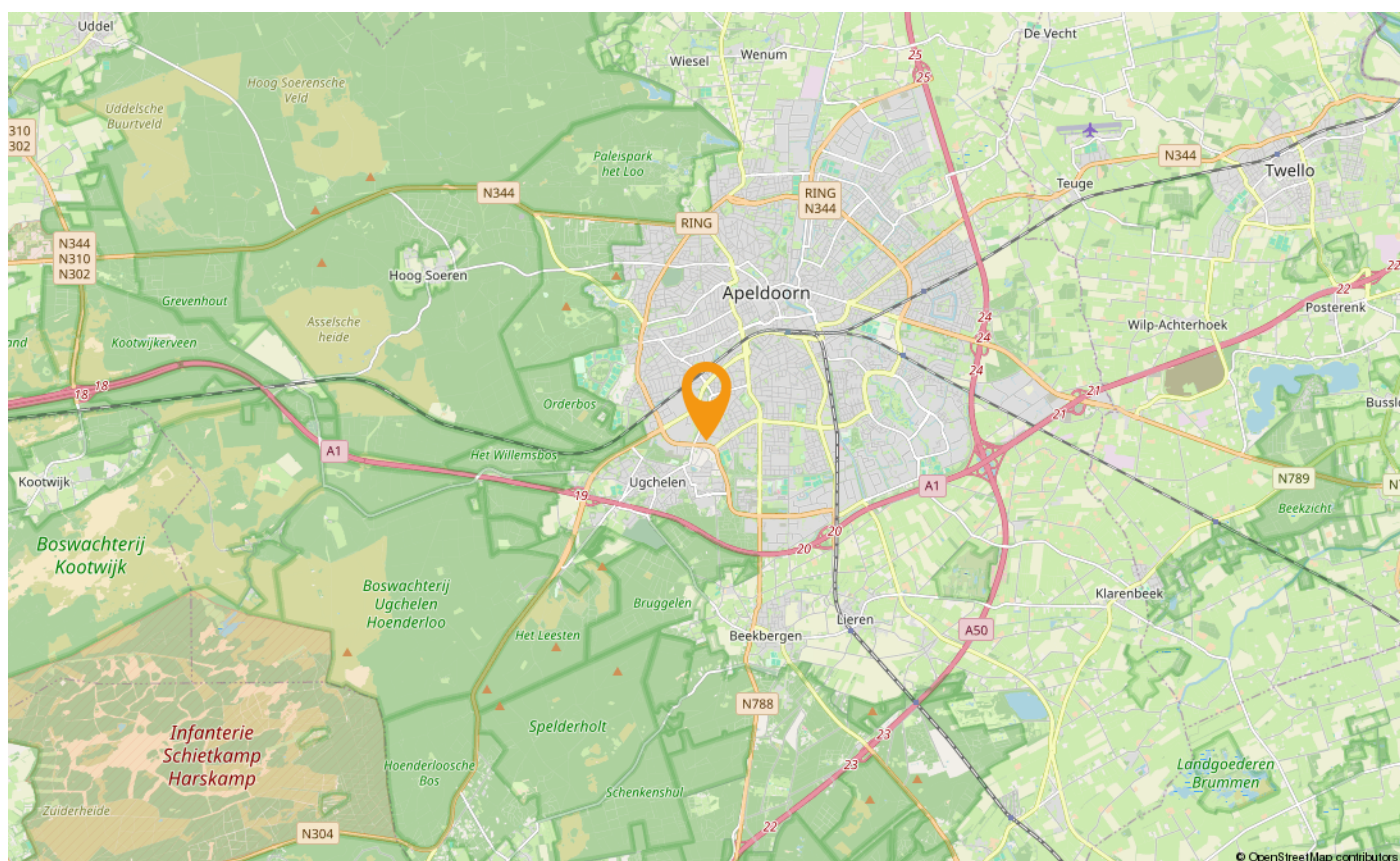 Uddel
De Vecht
Wenum
Wiesel
25
25
Hoog Soerensche
Veld
Uddelsche
Buurtveld
310
302
Paleispark
het Loo
N344
Twello
Teuge
N344
RING
N344
RING
N344
N310
N302
Hoog Soeren
22
22
Apeldoorn
Grevenhout
Posterenk
Asselsche
heide
24
Wilp-Achterhoek
24
Kootwijkerveen
and
24
18
18
21
21
Orderbos
Busslo
A1
Het Willemsbos
Kootwijk
Ugchelen
A1
N789
19
Beekzicht
20
20
Boswachterij
Kootwijk
Boswachterij
Ugchelen
Hoenderloo
Klarenbeek
Bruggelen
Lieren
A50
Het Leesten
Beekbergen
N788
Spelderholt
Infanterie
Schietkamp
Harskamp
23
23
Hoenderloosche
Bos
Landgoederen
Brummen
Schenkenshul
Zuiderheide
22
N304
© OpenStreetMap contributors